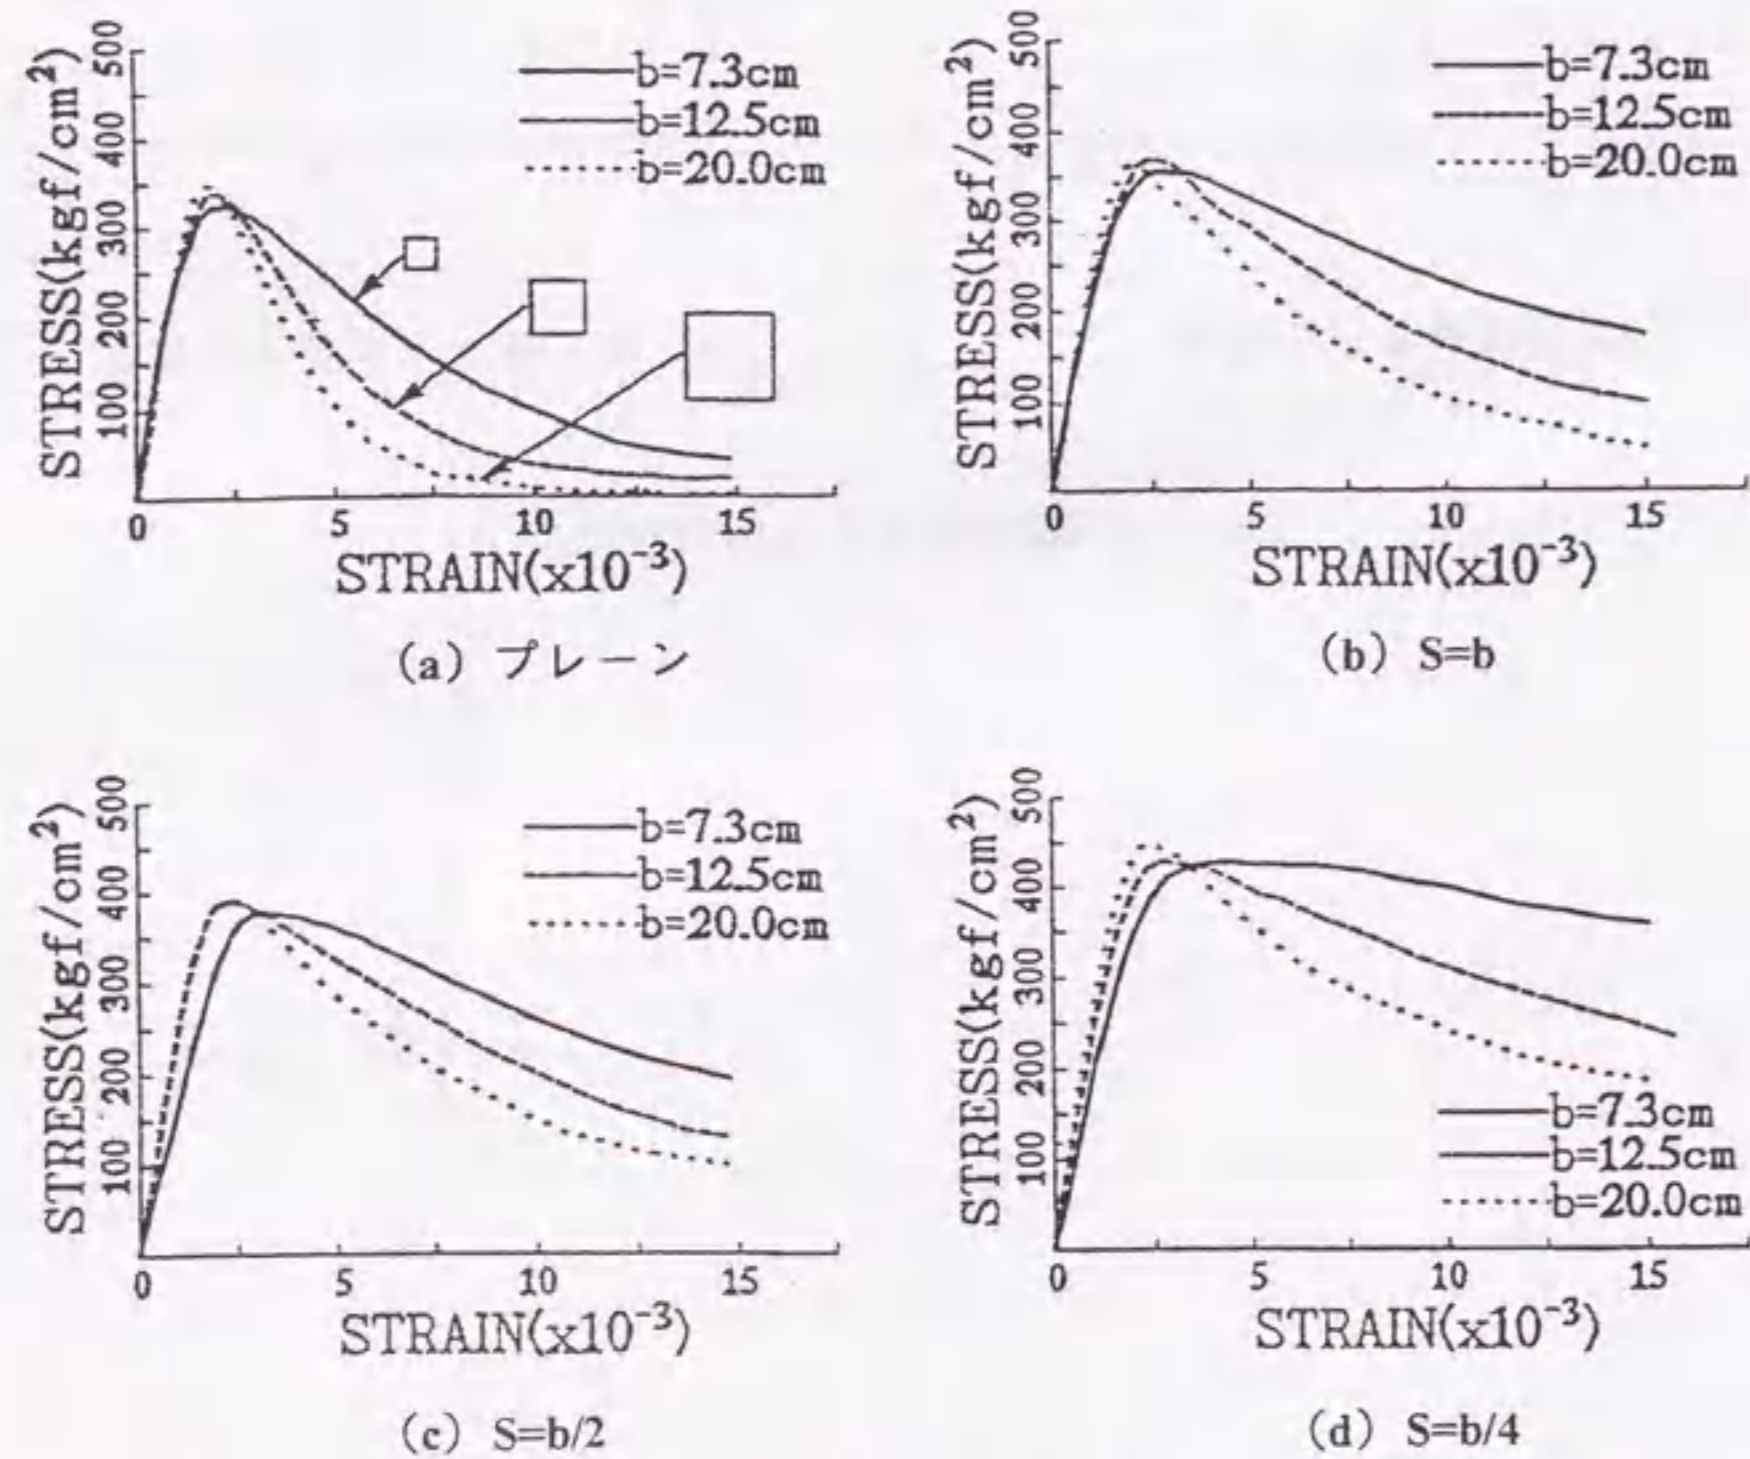 STRESS(kgf/cm²)
500
400
300
200
100
b=7.3cm
b=12.5cm
b=20.0cm
0 5 10 15
STRAIN(x10⁻³)
(a) プレーン
STRESS(kgf/cm²)
500
400
300
200
100
b=7.3cm
b=12.5cm
b=20.0cm
0 5 10 15
STRAIN(x10⁻³)
(b) S=b
STRESS(kgf/cm²)
500
400
300
200
100
b=7.3cm
b=12.5cm
b=20.0cm
0 5 10 15
STRAIN(x10⁻³)
(c) S=b/2
STRESS(kgf/cm²)
500
400
300
200
100
b=7.3cm
b=12.5cm
b=20.0cm
0 5 10 15
STRAIN(x10⁻³)
(d) S=b/4